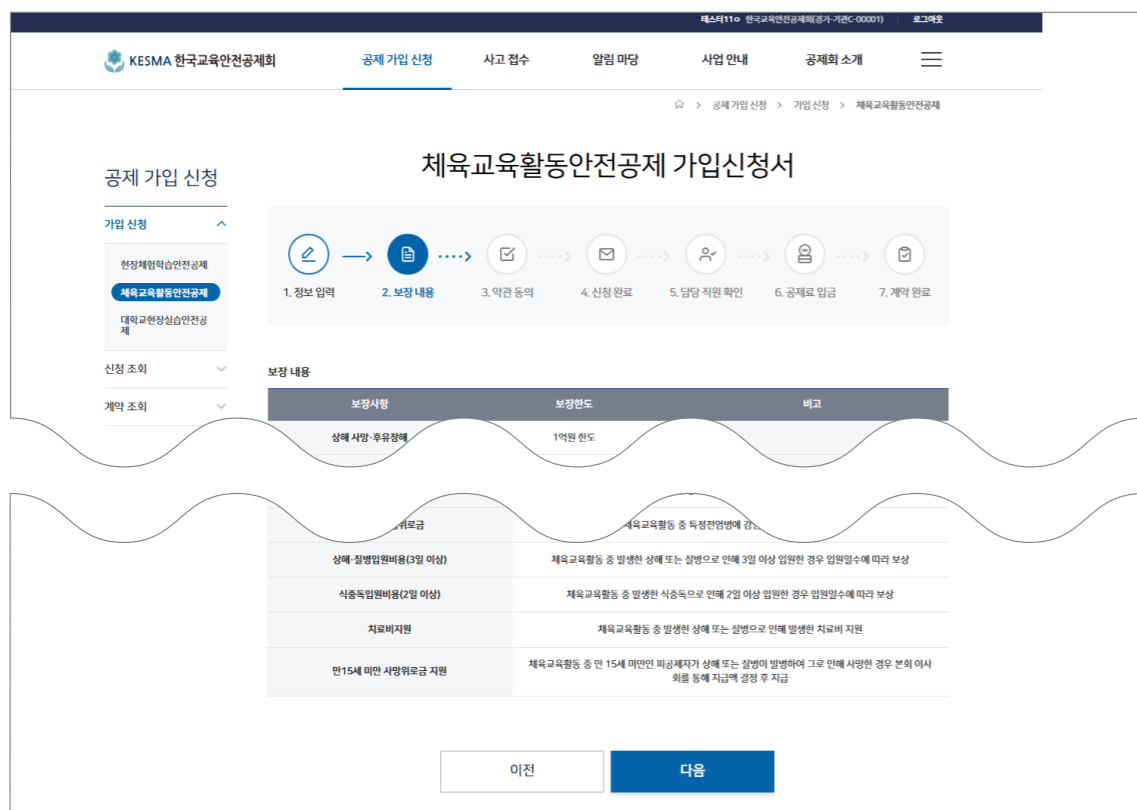 테스터11ㅇ 한국교육안전공제회(경기-기관C-00001) 로그아웃
KESMA 한국교육안전공제회 공제 가입 신청 사고 접수 알림 마당 사업 안내 공제회 소개
공제 가입 신청 > 가입 신청 > 체육교육활동안전공제
체육교육활동안전공제 가입신청서
공제 가입 신청
가입 신청
현장체험학습안전공제
체육교육활동안전공제
대학교현장실습안전공
제
신청 조회
계약 조회
1. 정보 입력 2. 보장 내용 3. 약관 동의 4. 신청 완료 5. 담당 직원 확인 6. 공제료 입금 7. 계약 완료
보장 내용
보장사항 보장한도 비고
상해 사망·후유장해 1억원 한도
위로금 체육교육활동 중 특정전염병에
상해·질병입원비용(3일 이상) 체육교육활동 중 발생한 상해 또는 질병으로 인해 3일 이상 입원한 경우 입원일수에 따라 보상
식중독입원비용(2일 이상) 체육교육활동 중 발생한 식중독으로 인해 2일 이상 입원한 경우 입원일수에 따라 보상
치료비지원 체육교육활동 중 발생한 상해 또는 질병으로 인해 발생한 치료비 지원
만15세 미만 사망위로금 지원 체육교육활동 중 만 15세 미만인 피공제자가 상해 또는 질병이 발병하여 그로 인해 사망한 경우 본회 이사
회를 통해 지급액 결정 후 지급
이전 다음